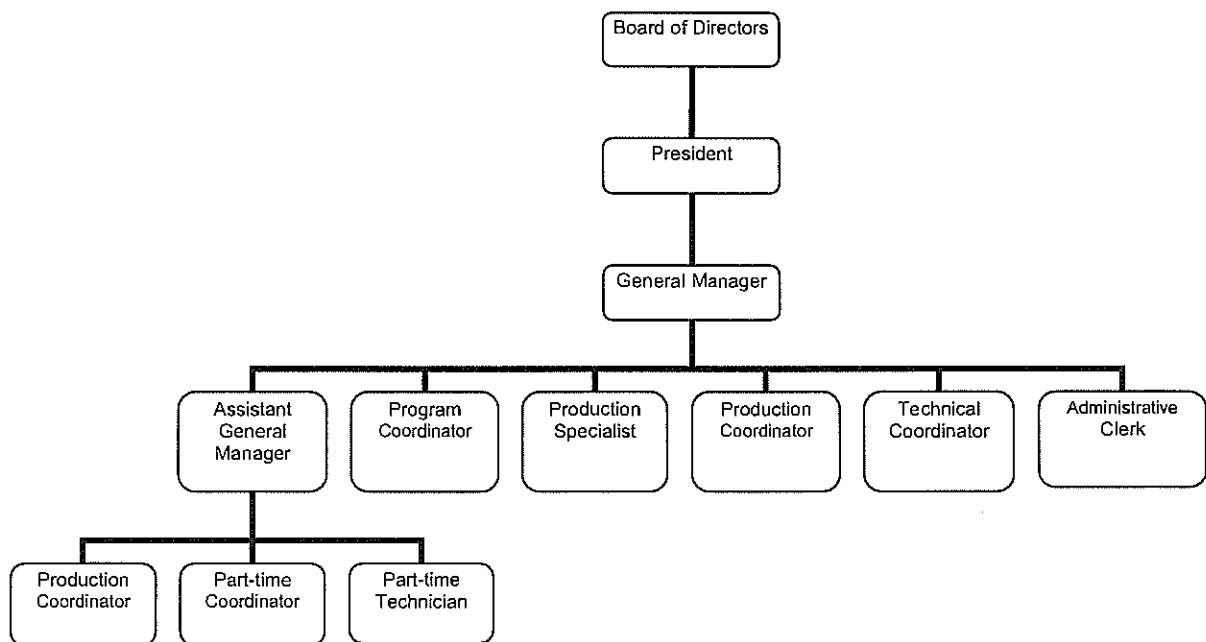 Board of Directors
President
General Manager
Assistant
General
Manager
Program
Coordinator
Production
Specialist
Production
Coordinator
Technical
Coordinator
Administrative
Clerk
Production
Coordinator
Part-time
Coordinator
Part-time
Technician